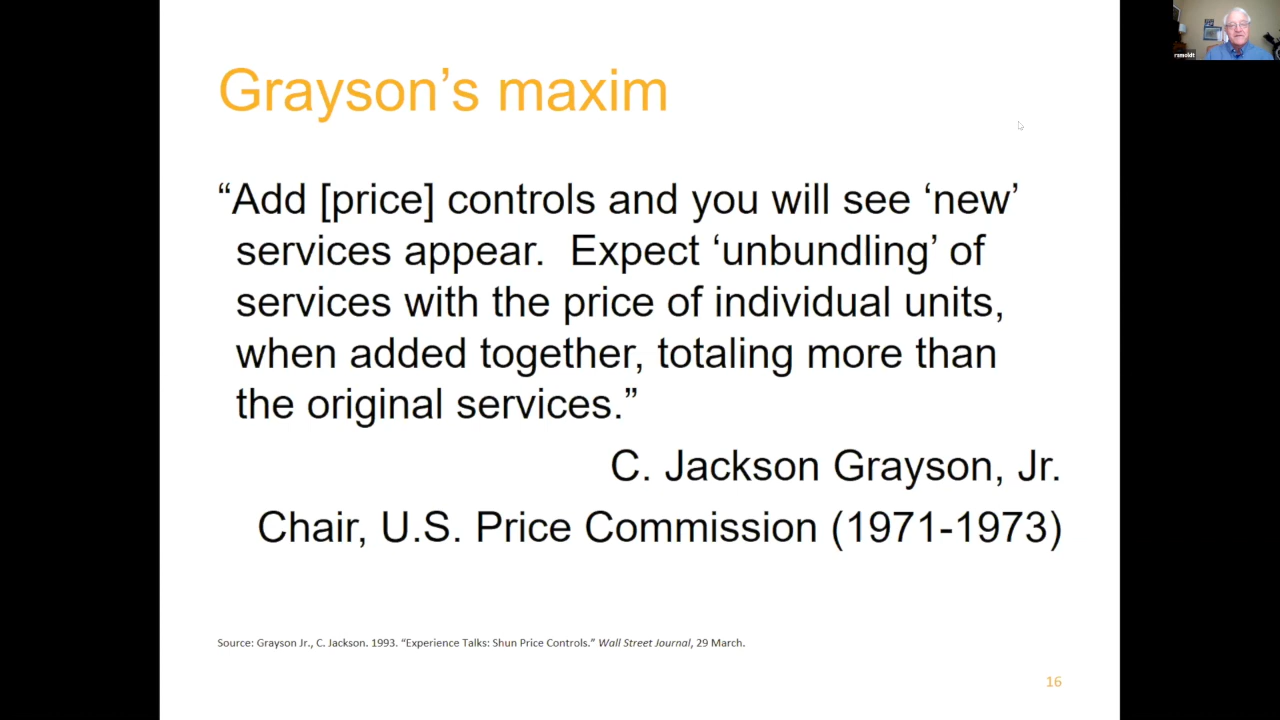 Grayson’s maxim
“Add [price] controls and you will see ‘new’
services appear.  Expect ‘unbundling’ of
services with the price of individual units,
when added together, totaling more than
the original services.”
C. Jackson Grayson, Jr.
Chair, U.S. Price Commission (1971-1973)
Source: Grayson Jr., C. Jackson. 1993. “Experience Talks: Shun Price Controls.” Wall Street Journal, 29 March.
16